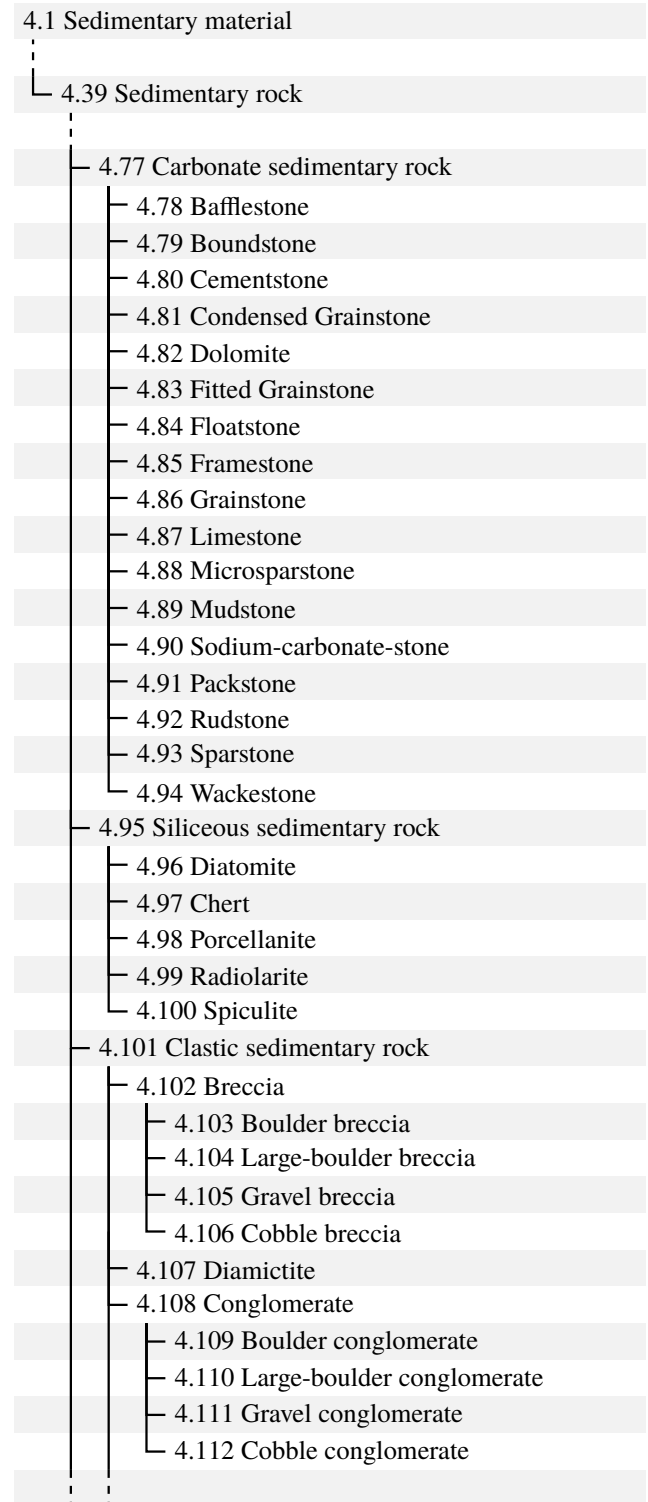 4.1 Sedimentary material
4.39 Sedimentary rock
4.77 Carbonate sedimentary rock
4.78 Bafflestone
4.79 Boundstone
4.80 Cementstone
4.81 Condensed Grainstone
4.82 Dolomite
4.83 Fitted Grainstone
4.84 Floatstone
4.85 Framestone
4.86 Grainstone
4.87 Limestone
4.88 Microsparstone
4.89 Mudstone
4.90 Sodium-carbonate-stone
4.91 Packstone
4.92 Rudstone
4.93 Sparstone
4.94 Wackestone
4.95 Siliceous sedimentary rock
4.96 Diatomite
4.97 Chert
4.98 Porcellanite
4.99 Radiolarite
4.100 Spiculite
4.101 Clastic sedimentary rock
4.102 Breccia
4.103 Boulder breccia
4.104 Large-boulder breccia
4.105 Gravel breccia
4.106 Cobble breccia
4.107 Diamictite
4.108 Conglomerate
4.109 Boulder conglomerate
4.110 Large-boulder conglomerate
4.111 Gravel conglomerate
4.112 Cobble conglomerate